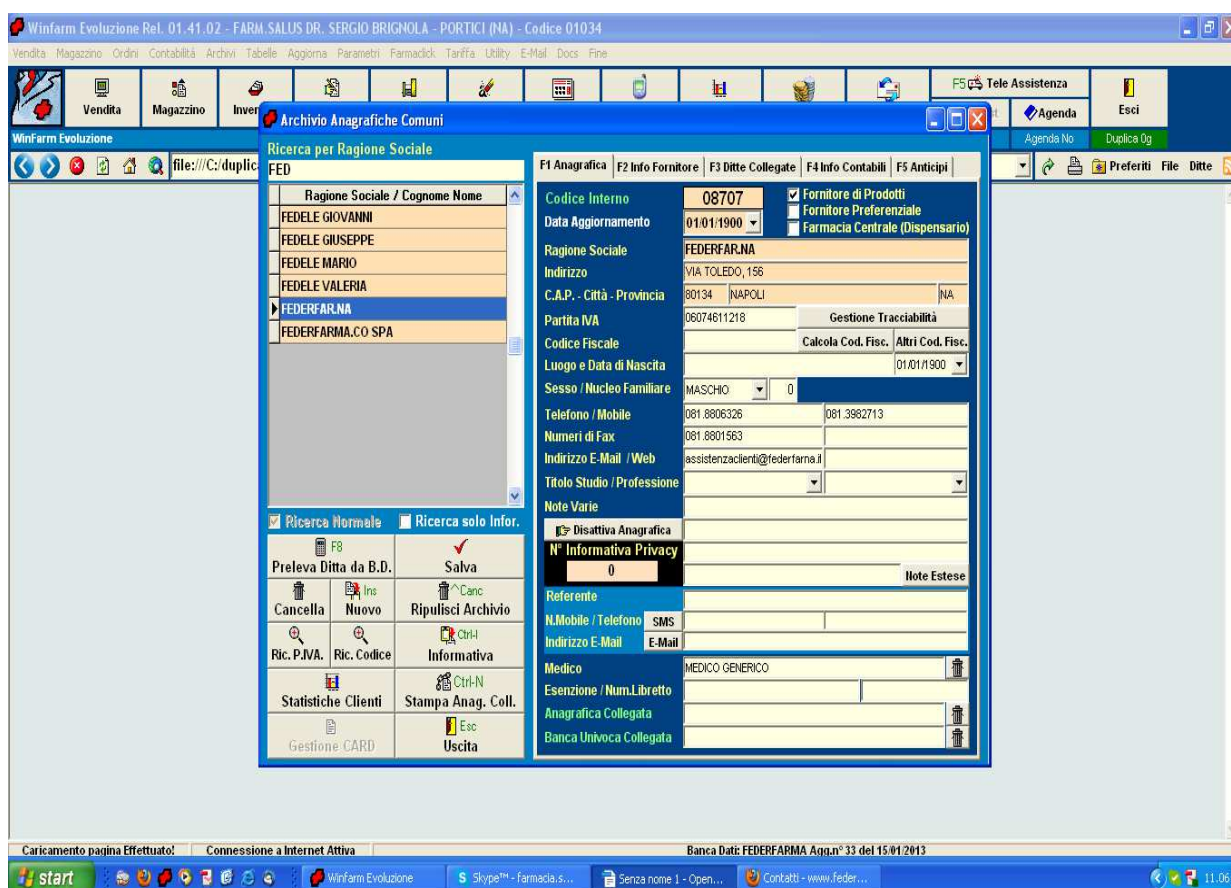 Winfarm Evoluzione Rel. 01.41.02 - FARM.SALUS DR. SERGIO BRIGNOLA - PORTICI (NA) - Codice 01034
Vendita Magazzino Ordini Contabilità Archivi Tabelle Aggiorna Parametri Farmaclick Tariffa Utility E-Mail Docs Fine
Vendita Magazzino Inver F5 Tele Assistenza Agenda Esci
WinFarm Evoluzione Agenda No Duplica Og
file:///C:/duplic Preferiti File Ditte
Archivio Anagrafiche Comuni
Ricerca per Ragione Sociale
FED
Ragione Sociale / Cognome Nome
FEDELE GIOVANNI
FEDELE GIUSEPPE
FEDELE MARIO
FEDELE VALERIA
FEDERFAR.NA
FEDERFARMA.CO SPA
Ricerca Normale Ricerca solo Infor.
F8 Preleva Ditta da B.D. Salva
Cancella Ins Nuovo ^Canc Ripulisci Archivio
Ric. P.IVA. Ric. Codice Ctrl-I Informativa
Statistiche Clienti Ctrl-N Stampa Anag. Coll.
Gestione CARD Esc Uscita
F1 Anagrafica F2 Info Fornitore F3 Ditte Collegate F4 Info Contabili F5 Anticipi
Codice Interno 08707 Fornitore di Prodotti
Fornitore Preferenziale
Data Aggiornamento 01/01/1900 Farmacia Centrale (Dispensario)
Ragione Sociale FEDERFAR.NA
Indirizzo VIA TOLEDO, 156
C.A.P. - Città - Provincia 80134 NAPOLI NA
Partita IVA 06074611218 Gestione Tracciabilità
Codice Fiscale Calcola Cod. Fisc. Altri Cod. Fisc.
Luogo e Data di Nascita 01/01/1900
Sesso / Nucleo Familiare MASCHIO 0
Telefono / Mobile 081.8806326 081.3982713
Numeri di Fax 081.8801563
Indirizzo E-Mail / Web assistenzaclienti@federfarna.it
Titolo Studio / Professione
Note Varie
Disattiva Anagrafica
N° Informativa Privacy
0 Note Estese
Referente
N.Mobile / Telefono SMS
Indirizzo E-Mail E-Mail
Medico MEDICO GENERICO
Esenzione / Num.Libretto
Anagrafica Collegata
Banca Univoca Collegata
Caricamento pagina Effettuato! Connessione a Internet Attiva Banca Dati: FEDERFARMA Agg.n° 33 del 15/01/2013
start Winfarm Evoluzione Skype™ - farmacia.s... Senza nome 1 - Open... Contatti - www.feder... 11.06